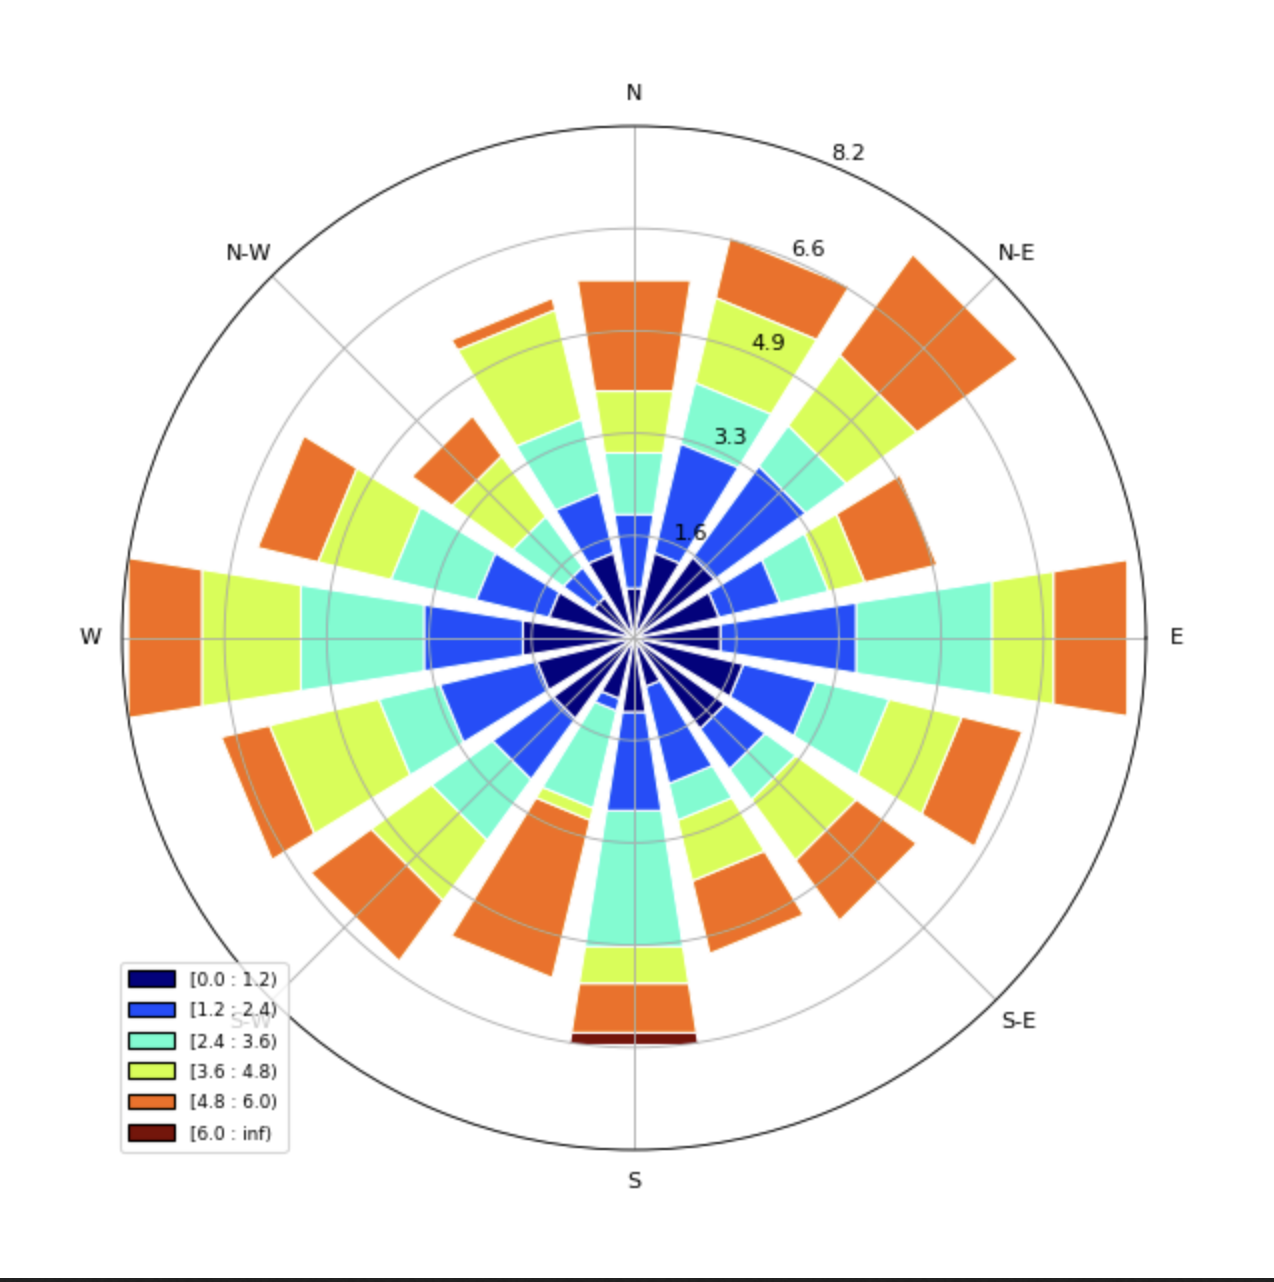 N
8.2
N-W
6.6
N-E
4.9
3.3
1.6
W
E
[0.0 : 1.2)
[1.2 : 2.4)
S-W
S-E
[2.4 : 3.6)
[3.6 : 4.8)
[4.8 : 6.0)
[6.0 : inf)
S